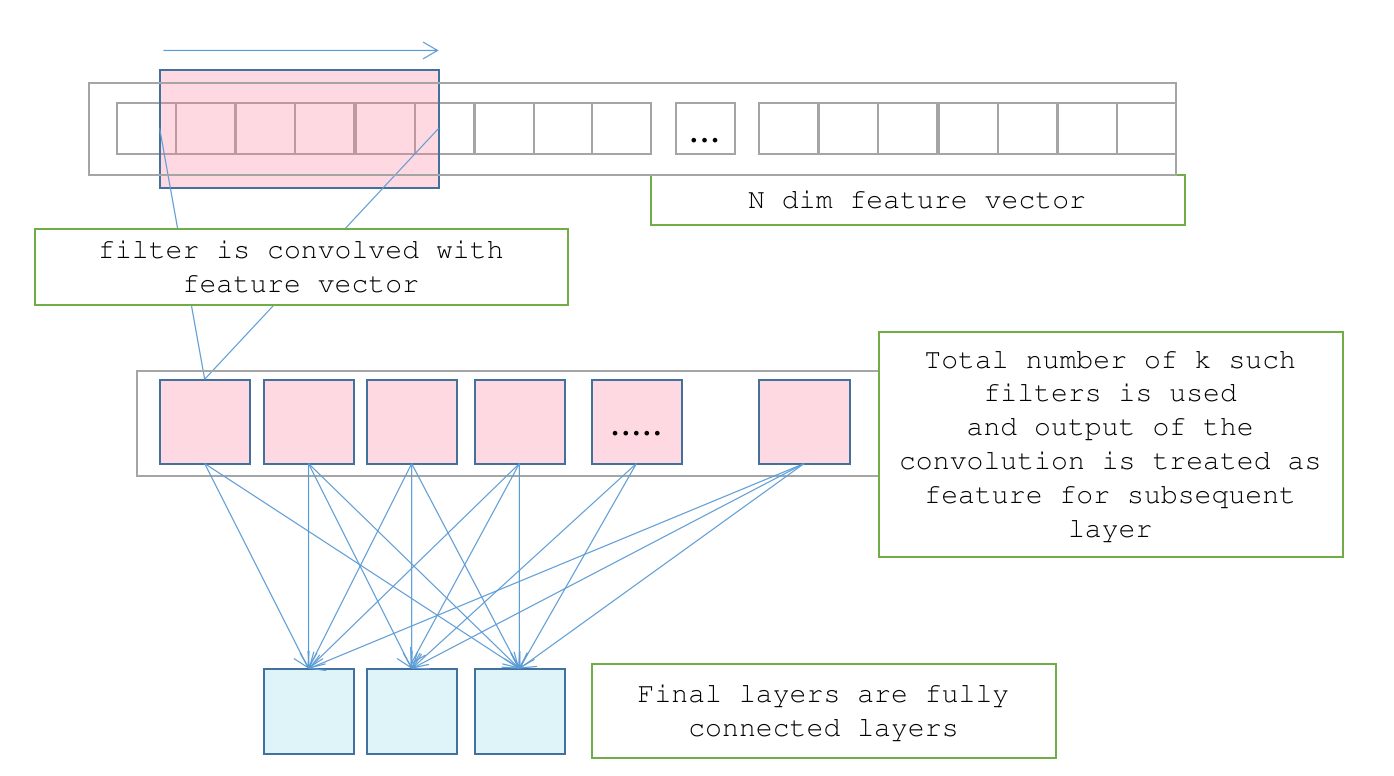 ...
N dim feature vector
filter is convolved with
feature vector
Total number of k such
filters is used
and output of the
convolution is treated as
feature for subsequent
layer
.....
Final layers are fully
connected layers